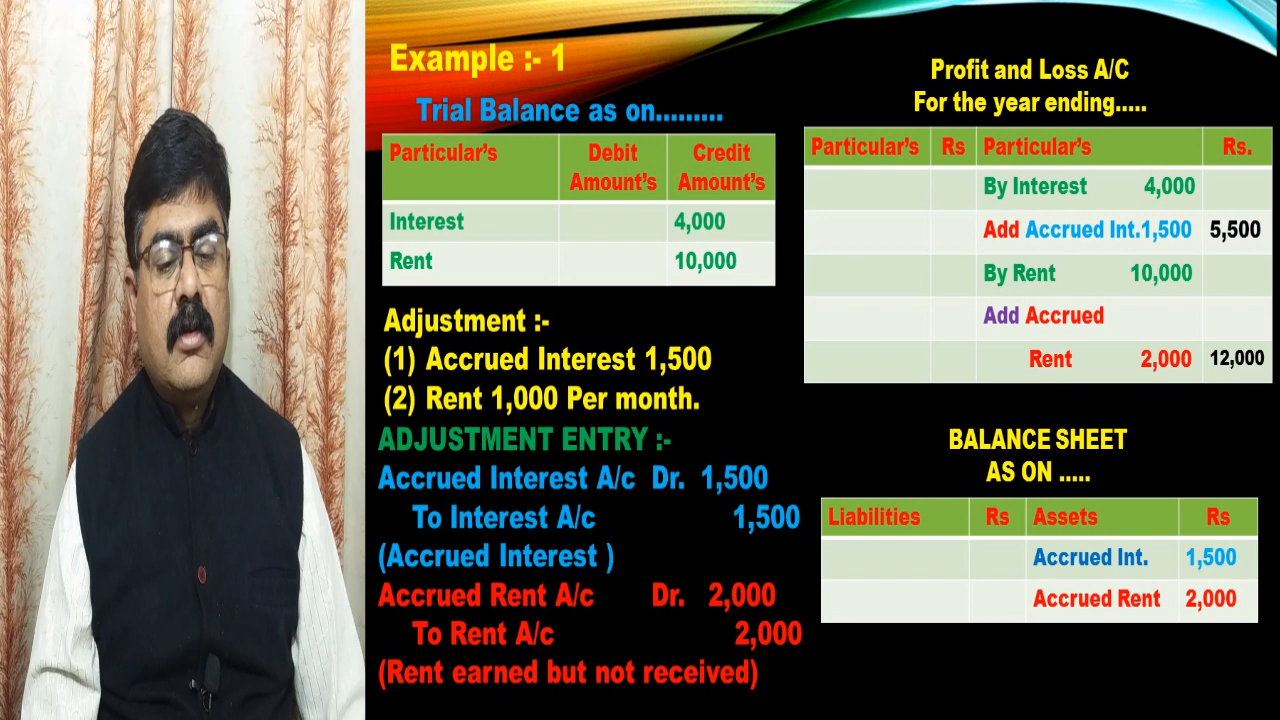 Example :- 1
Trial Balance as on.........
Particular's Debit Amount's Credit Amount's
Interest 4,000
Rent 10,000
Adjustment :-
(1) Accrued Interest 1,500
(2) Rent 1,000 Per month.
ADJUSTMENT ENTRY :-
Accrued Interest A/c Dr. 1,500
To Interest A/c 1,500
(Accrued Interest )
Accrued Rent A/c Dr. 2,000
To Rent A/c 2,000
(Rent earned but not received)
Profit and Loss A/C
For the year ending.....
Particular's Rs Particular's Rs.
By Interest 4,000
Add Accrued Int.1,500 5,500
By Rent 10,000
Add Accrued
Rent 2,000 12,000
BALANCE SHEET
AS ON .....
Liabilities Rs Assets Rs
Accrued Int. 1,500
Accrued Rent 2,000